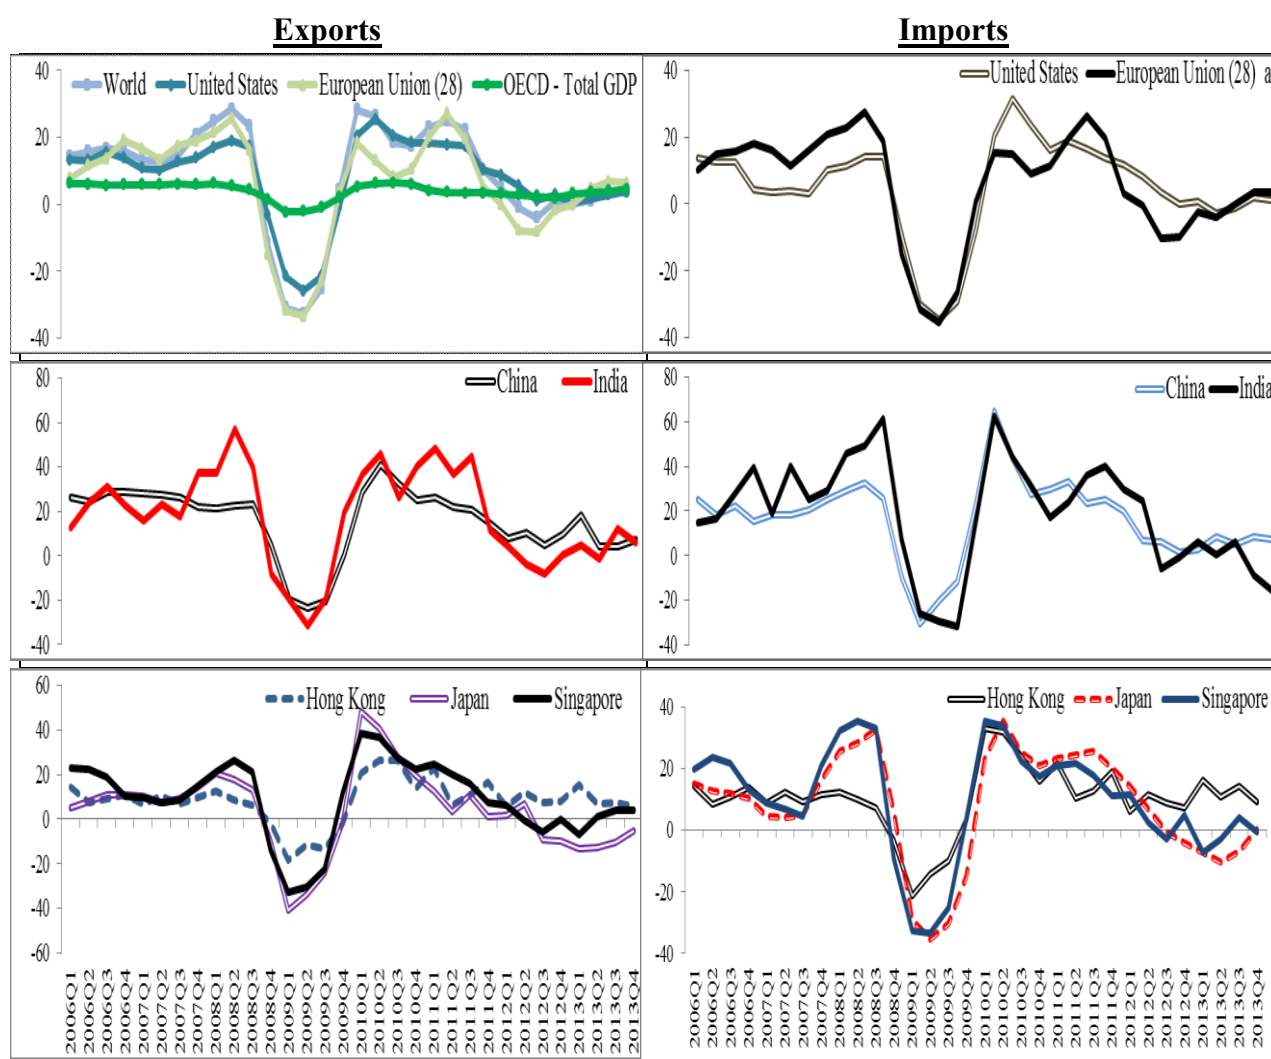 Exports Imports
World United States European Union (28) OECD - Total GDP
40
20
0
-20
-40
United States European Union (28) a
40
20
0
-20
-40
China India
80
60
40
20
0
-20
-40
China India
80
60
40
20
0
-20
-40
Hong Kong Japan Singapore
60
40
20
0
-20
-40
-60
2006Q1
2006Q2
2006Q3
2006Q4
2007Q1
2007Q2
2007Q3
2007Q4
2008Q1
2008Q2
2008Q3
2008Q4
2009Q1
2009Q2
2009Q3
2009Q4
2010Q1
2010Q2
2010Q3
2010Q4
2011Q1
2011Q2
2011Q3
2011Q4
2012Q1
2012Q2
2012Q3
2012Q4
2013Q1
2013Q2
2013Q3
2013Q4
Hong Kong Japan Singapore
40
20
0
-20
-40
2006Q1
2006Q2
2006Q3
2006Q4
2007Q1
2007Q2
2007Q3
2007Q4
2008Q1
2008Q2
2008Q3
2008Q4
2009Q1
2009Q2
2009Q3
2009Q4
2010Q1
2010Q2
2010Q3
2010Q4
2011Q1
2011Q2
2011Q3
2011Q4
2012Q1
2012Q2
2012Q3
2012Q4
2013Q1
2013Q2
2013Q3
2013Q4